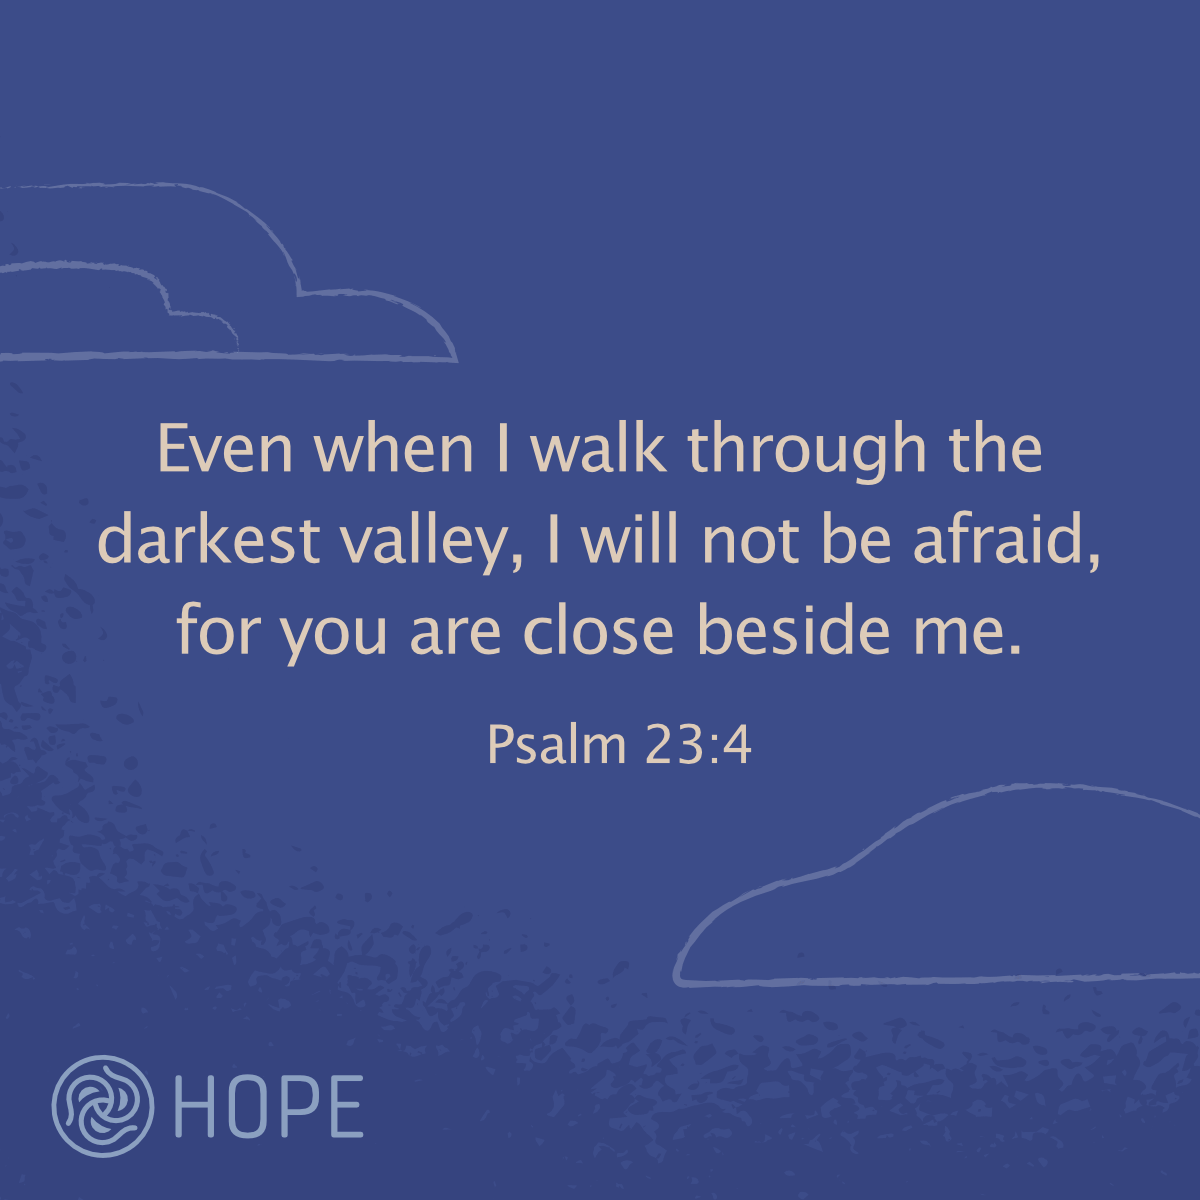 Even when I walk through the
darkest valley, I will not be afraid,
for you are close beside me.
Psalm 23:4
HOPE